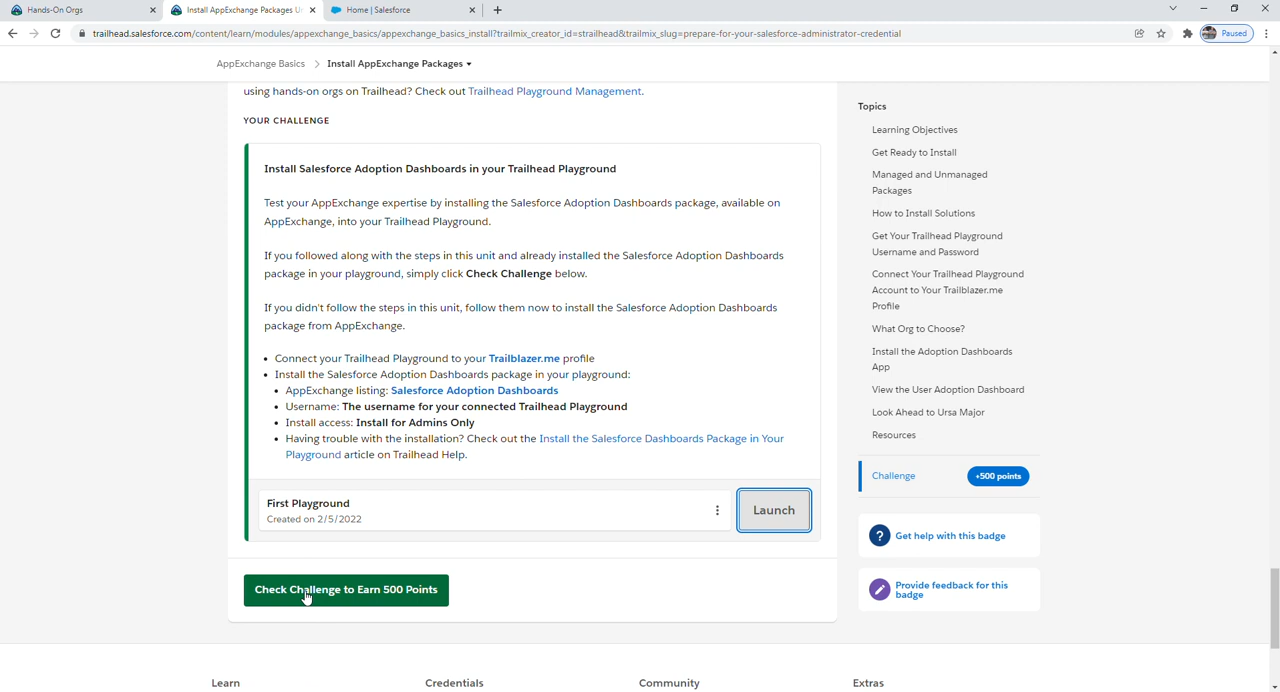 Hands-On Orgs
Install AppExchange Packages U
Home | Salesforce
trailhead.salesforce.com/content/learn/modules/appexchange_basics/appexchange_basics_install?trailmix_creator_id=strailhead&trailmix_slug=prepare-for-your-salesforce-administrator-credential
Paused
AppExchange Basics
Install AppExchange Packages
using hands-on orgs on Trailhead? Check out Trailhead Playground Management.
YOUR CHALLENGE
Install Salesforce Adoption Dashboards in your Trailhead Playground
Test your AppExchange expertise by installing the Salesforce Adoption Dashboards package, available on
AppExchange, into your Trailhead Playground.
If you followed along with the steps in this unit and already installed the Salesforce Adoption Dashboards
package in your playground, simply click Check Challenge below.
If you didn't follow the steps in this unit, follow them now to install the Salesforce Adoption Dashboards
package from AppExchange.
• Connect your Trailhead Playground to your Trailblazer.me profile
• Install the Salesforce Adoption Dashboards package in your playground:
• AppExchange listing: Salesforce Adoption Dashboards
• Username: The username for your connected Trailhead Playground
• Install access: Install for Admins Only
• Having trouble with the installation? Check out the Install the Salesforce Dashboards Package in Your
Playground article on Trailhead Help.
First Playground
Created on 2/5/2022
Launch
Check Challenge to Earn 500 Points
Topics
Learning Objectives
Get Ready to Install
Managed and Unmanaged
Packages
How to Install Solutions
Get Your Trailhead Playground
Username and Password
Connect Your Trailhead Playground
Account to Your Trailblazer.me
Profile
What Org to Choose?
Install the Adoption Dashboards
App
View the User Adoption Dashboard
Look Ahead to Ursa Major
Resources
Challenge
+500 points
?
Get help with this badge
Provide feedback for this
badge
Learn
Credentials
Community
Extras